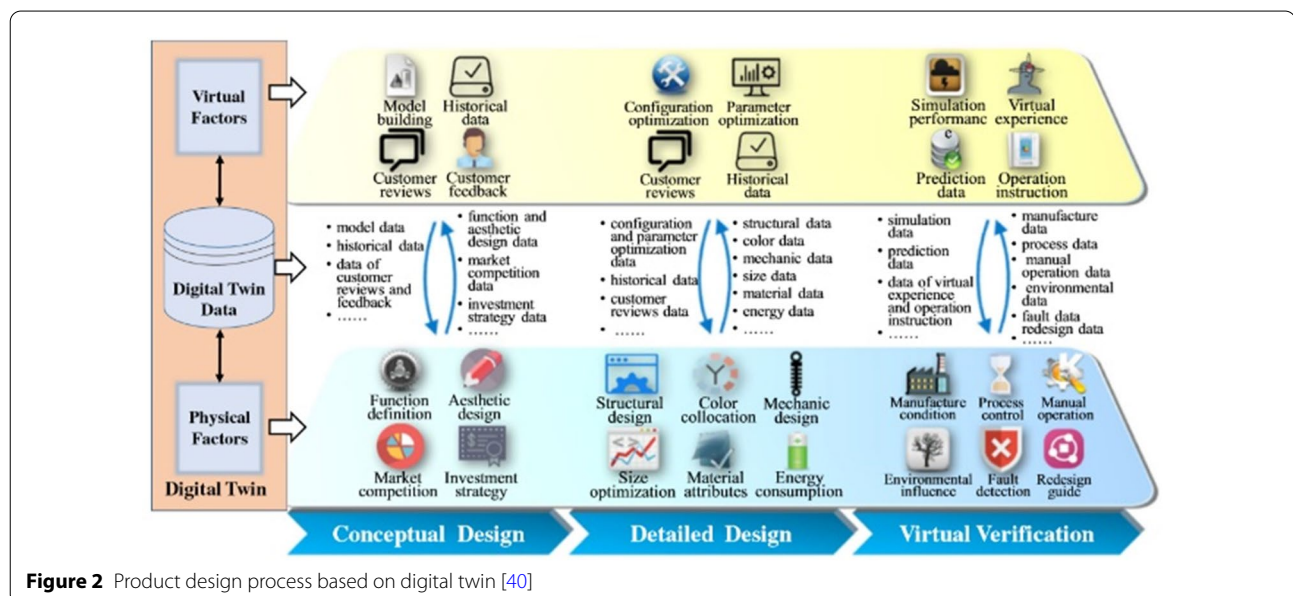 Virtual
Factors
Digital Twin
Data
Physical
Factors
Digital Twin
Model
building
Historical
data
Customer
reviews
Customer
feedback
Configuration
optimization
Parameter
optimization
Customer
reviews
Historical
data
Simulation
performanc
Virtual
experience
C
Prediction
data
Operation
instruction
• model data
• historical data
• data of
customer
reviews and
feedback
• ......
• function and
aesthetic
design data
• market
competition
data
• investment
strategy data
• ......
• configuration
and parameter
optimization
data
• historical data
• customer
reviews data
• ......
• structural data
• color data
• mechanic data
• size data
• material data
• energy data
• ......
• simulation
data
• prediction
data
• data of virtual
experience
and operation
instruction
• ......
• manufacture
data
• process data
• manual
operation data
• environmental
data
• fault data
redesign data
• ......
Function
definition
Aesthetic
design
Market
competition
Investment
strategy
Structural
design
Color
collocation
Mechanic
design
Size
optimization
Material
attributes
Energy
consumption
Manufacture
condition
Process
control
Manual
operation
Environmental
influence
Fault
detection
Redesign
guide
Conceptual Design
Detailed Design
Virtual Verification
Figure 2 Product design process based on digital twin [40]